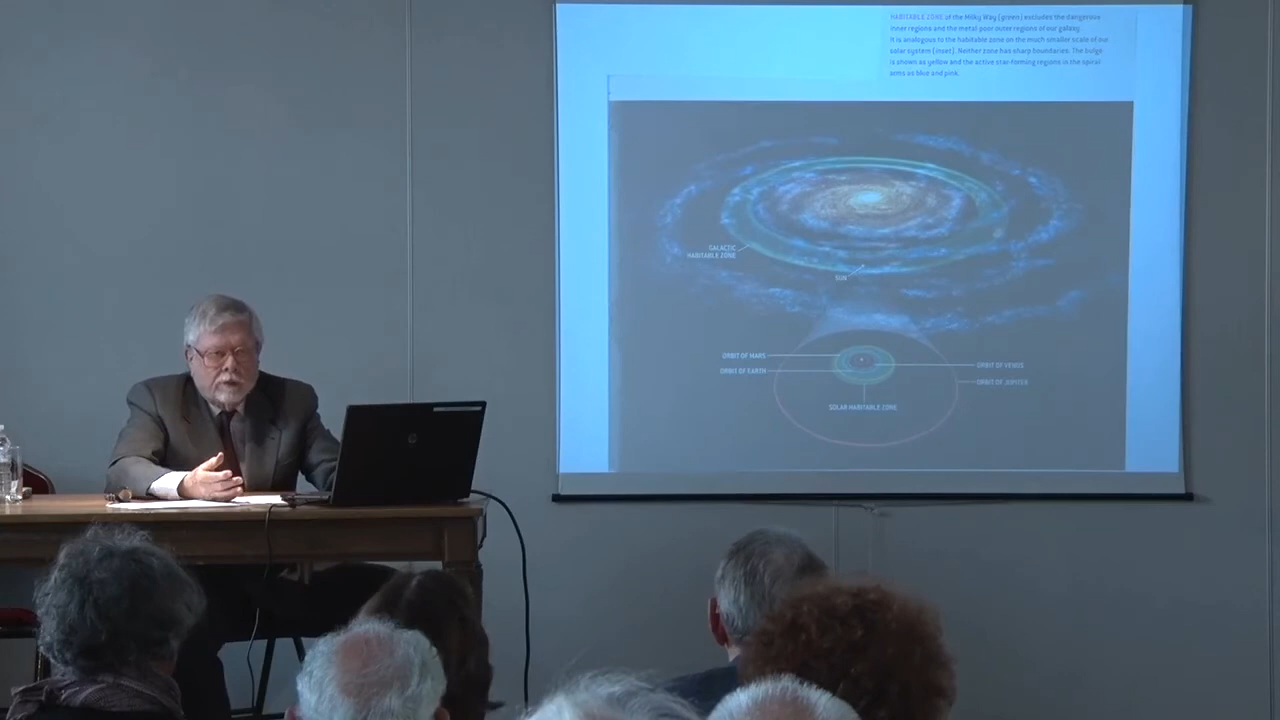 HABITABLE ZONE of the Milky Way (green) excludes the dangerous
inner regions and the metal-poor outer regions of our galaxy.
It is analogous to the habitable zone on the much smaller scale of our
solar system (inset). Neither zone has sharp boundaries. The bulge
is shown as yellow and the active star-forming regions in the spiral
arms as blue and pink.
GALACTIC
HABITABLE ZONE
SUN
ORBIT OF MARS
ORBIT OF VENUS
ORBIT OF EARTH
ORBIT OF JUPITER
SOLAR HABITABLE ZONE
hp